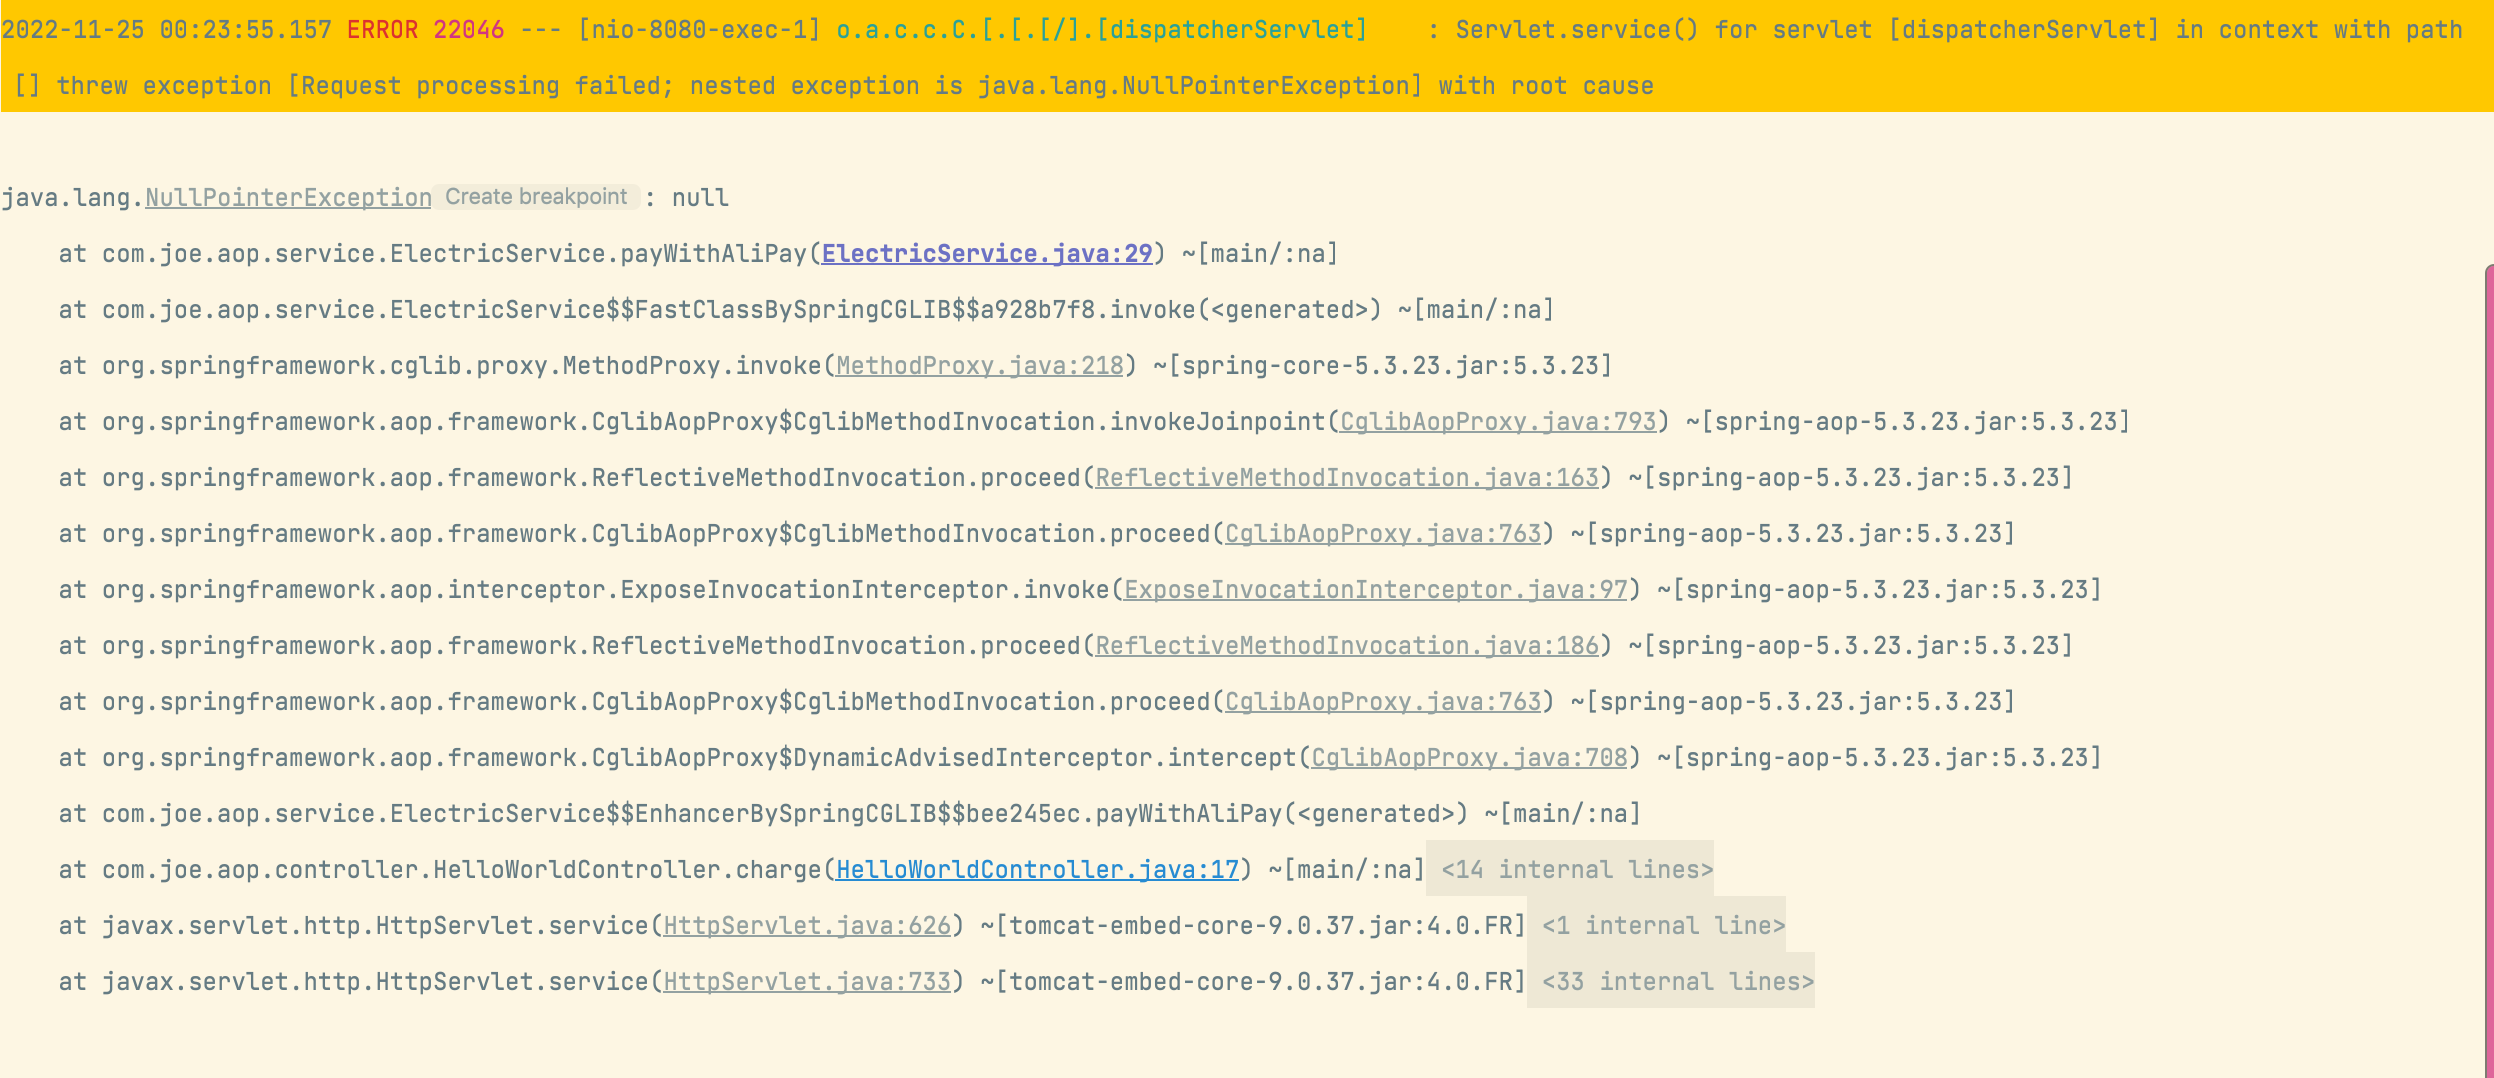 2022-11-25 00:23:55.157 ERROR 22046 --- [nio-8080-exec-1] o.a.c.c.C.[.[.[/].[dispatcherServlet]    : Servlet.service() for servlet [dispatcherServlet] in context with path
[] threw exception [Request processing failed; nested exception is java.lang.NullPointerException] with root cause
java.lang.NullPointerException Create breakpoint : null
at com.joe.aop.service.ElectricService.payWithAliPay(ElectricService.java:29) ~[main/:na]
at com.joe.aop.service.ElectricService$$FastClassBySpringCGLIB$$a928b7f8.invoke(<generated>) ~[main/:na]
at org.springframework.cglib.proxy.MethodProxy.invoke(MethodProxy.java:218) ~[spring-core-5.3.23.jar:5.3.23]
at org.springframework.aop.framework.CglibAopProxy$CglibMethodInvocation.invokeJoinpoint(CglibAopProxy.java:793) ~[spring-aop-5.3.23.jar:5.3.23]
at org.springframework.aop.framework.ReflectiveMethodInvocation.proceed(ReflectiveMethodInvocation.java:163) ~[spring-aop-5.3.23.jar:5.3.23]
at org.springframework.aop.framework.CglibAopProxy$CglibMethodInvocation.proceed(CglibAopProxy.java:763) ~[spring-aop-5.3.23.jar:5.3.23]
at org.springframework.aop.interceptor.ExposeInvocationInterceptor.invoke(ExposeInvocationInterceptor.java:97) ~[spring-aop-5.3.23.jar:5.3.23]
at org.springframework.aop.framework.ReflectiveMethodInvocation.proceed(ReflectiveMethodInvocation.java:186) ~[spring-aop-5.3.23.jar:5.3.23]
at org.springframework.aop.framework.CglibAopProxy$CglibMethodInvocation.proceed(CglibAopProxy.java:763) ~[spring-aop-5.3.23.jar:5.3.23]
at org.springframework.aop.framework.CglibAopProxy$DynamicAdvisedInterceptor.intercept(CglibAopProxy.java:708) ~[spring-aop-5.3.23.jar:5.3.23]
at com.joe.aop.service.ElectricService$$EnhancerBySpringCGLIB$$bee245ec.payWithAliPay(<generated>) ~[main/:na]
at com.joe.aop.controller.HelloWorldController.charge(HelloWorldController.java:17) ~[main/:na] <14 internal lines>
at javax.servlet.http.HttpServlet.service(HttpServlet.java:626) ~[tomcat-embed-core-9.0.37.jar:4.0.FR] <1 internal line>
at javax.servlet.http.HttpServlet.service(HttpServlet.java:733) ~[tomcat-embed-core-9.0.37.jar:4.0.FR] <33 internal lines>